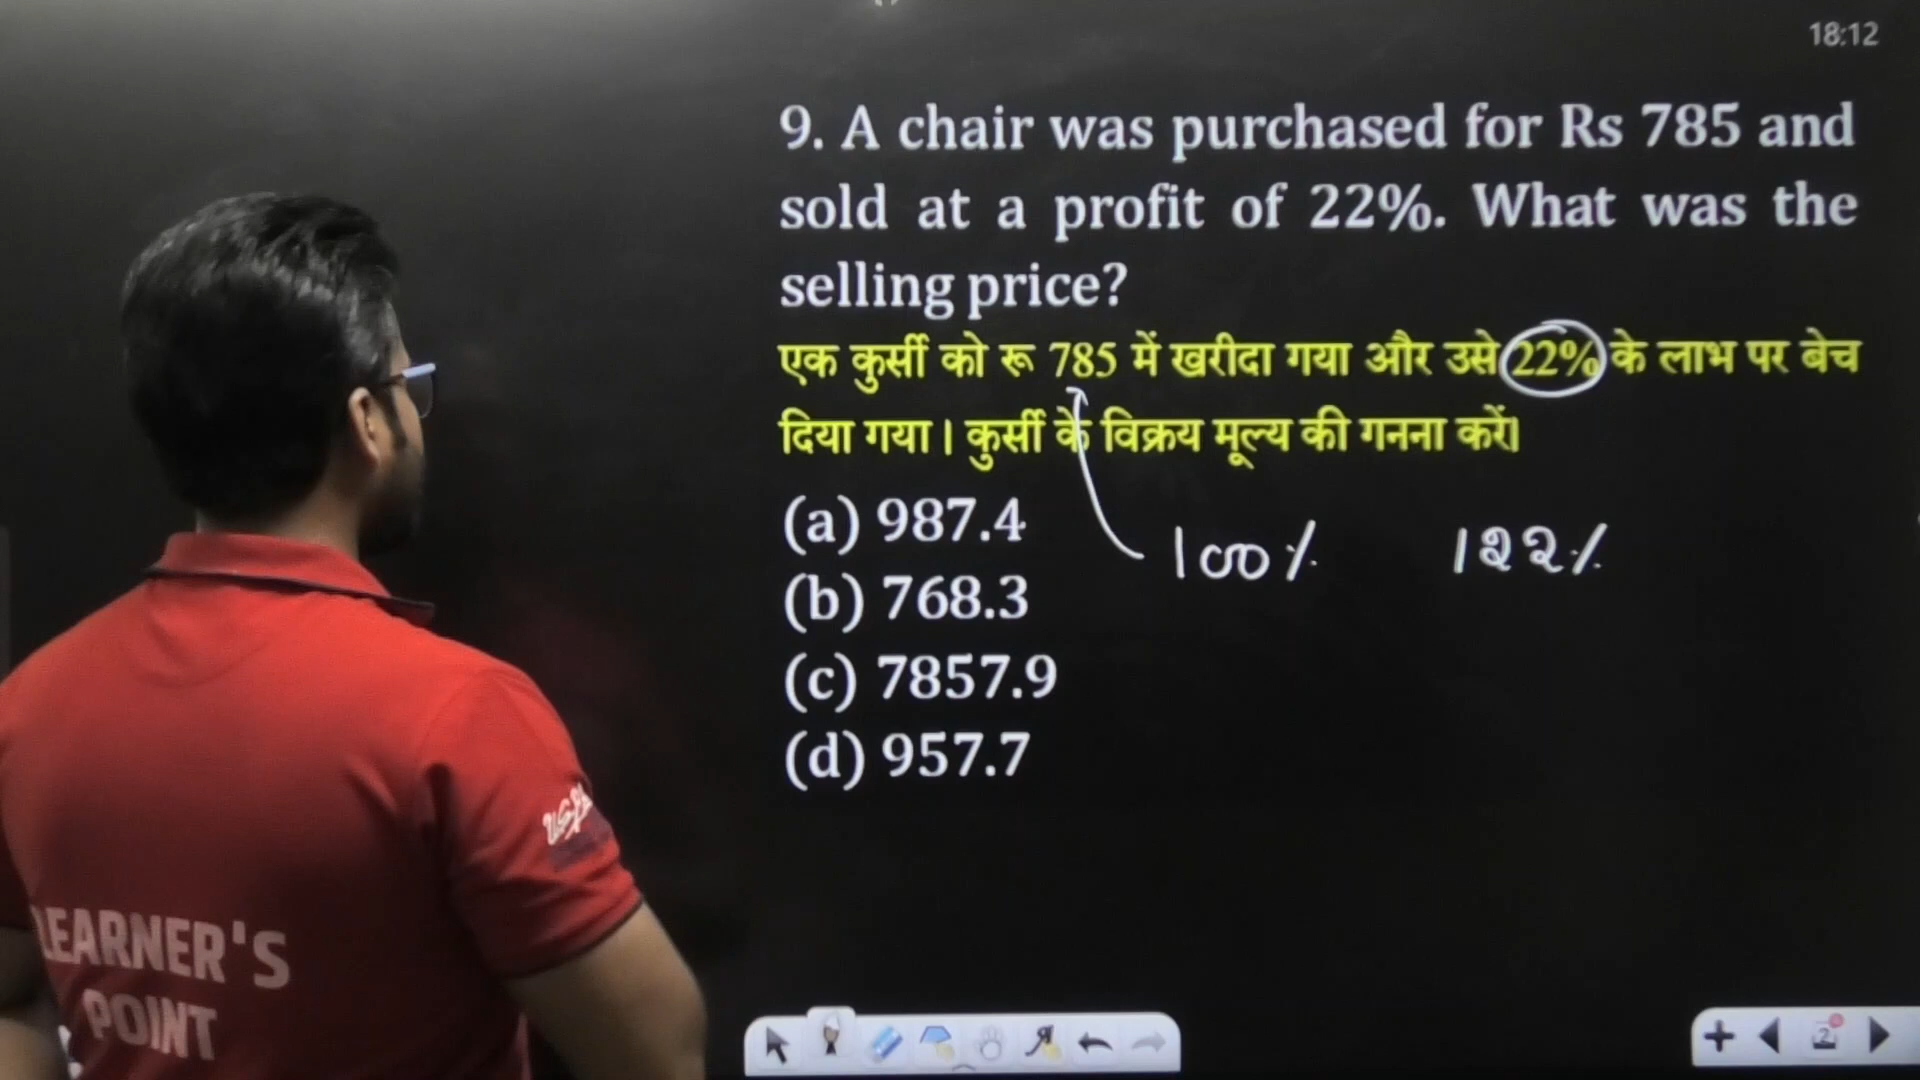 18:12
9. A chair was purchased for Rs 785 and
sold at a profit of 22%. What was the
selling price?
एक कुर्सी को रू 785 में खरीदा गया और उसे 22% के लाभ पर बेच
दिया गया। कुर्सी के विक्रय मूल्य की गनना करें।
(a) 987.4
100% 122%
(b) 768.3
(c) 7857.9
(d) 957.7
LEARNER'S
POINT
2